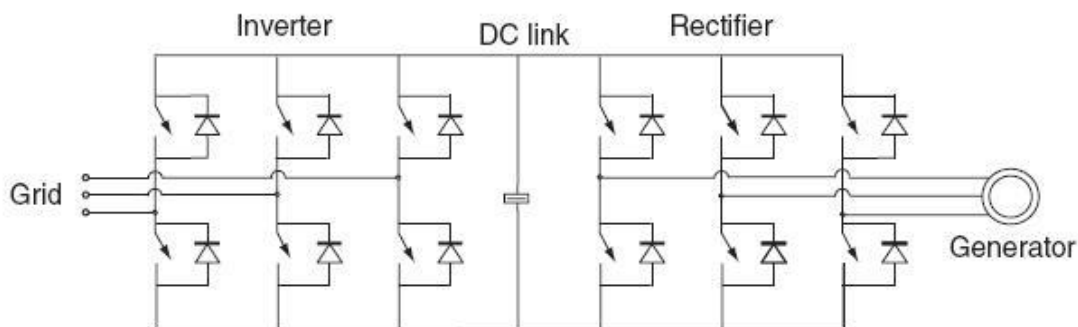 Inverter
DC link
Rectifier
Grid
Generator